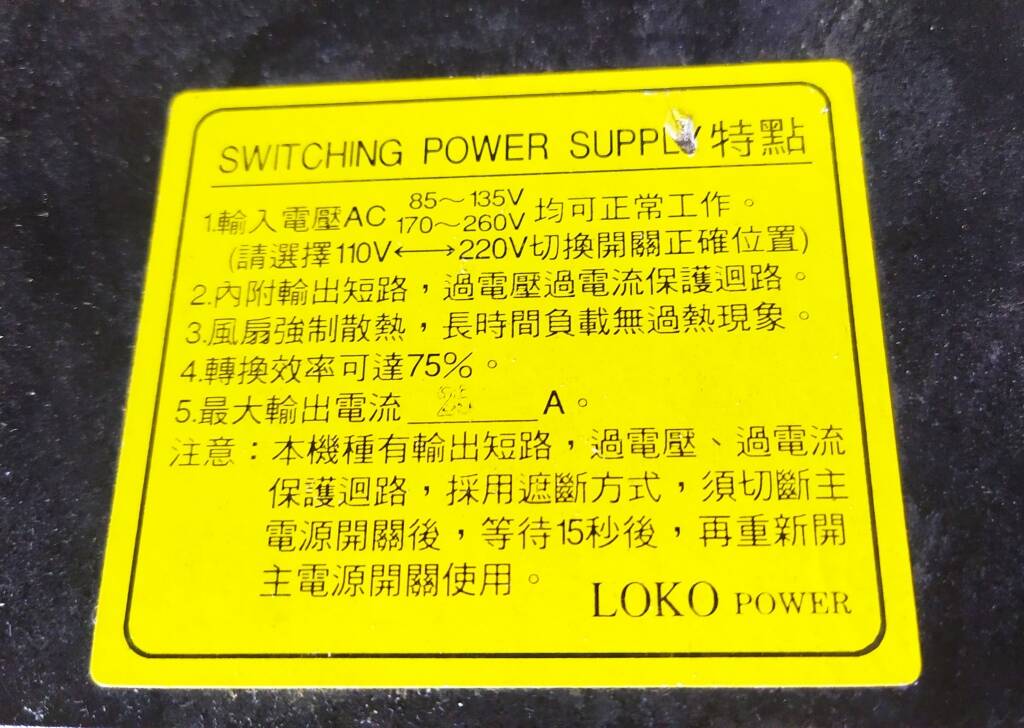 SWITCHING POWER SUPPLY 特點
1.輸入電壓AC 85～135V 170～260V 均可正常工作。
(請選擇110V←→220V切換開關正確位置)
2.內附輸出短路，過電壓過電流保護迴路。
3.風扇強制散熱，長時間負載無過熱現象。
4.轉換效率可達75%。
5.最大輸出電流 A。
注意：本機種有輸出短路，過電壓、過電流
保護迴路，採用遮斷方式，須切斷主
電源開關後，等待15秒後，再重新開
主電源開關使用。
LOKO POWER